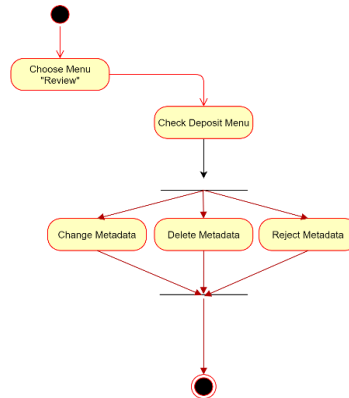 Choose Menu
"Review"
Check Deposit Menu
Change Metadata
Delete Metadata
Reject Metadata